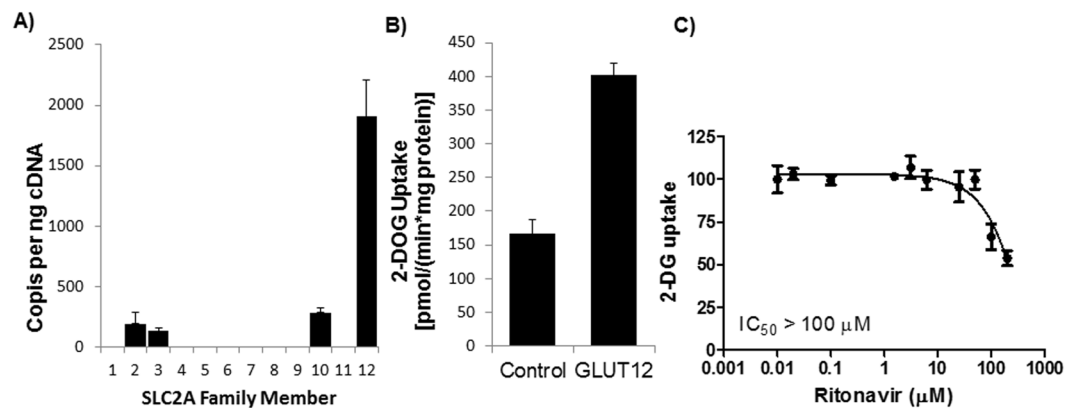 A)
Copis per ng cDNA
2500
2000
1500
1000
500
0
1 2 3 4 5 6 7 8 9 10 11 12
SLC2A Family Member
B)
2-DOG Uptake
[pmol/(min*mg protein)]
450
400
350
300
250
200
150
100
50
0
Control GLUT12
C)
2-DG uptake
125
100
75
50
25
0
IC50 > 100 μM
0.001 0.01 0.1 1 10 100 1000
Ritonavir (μM)